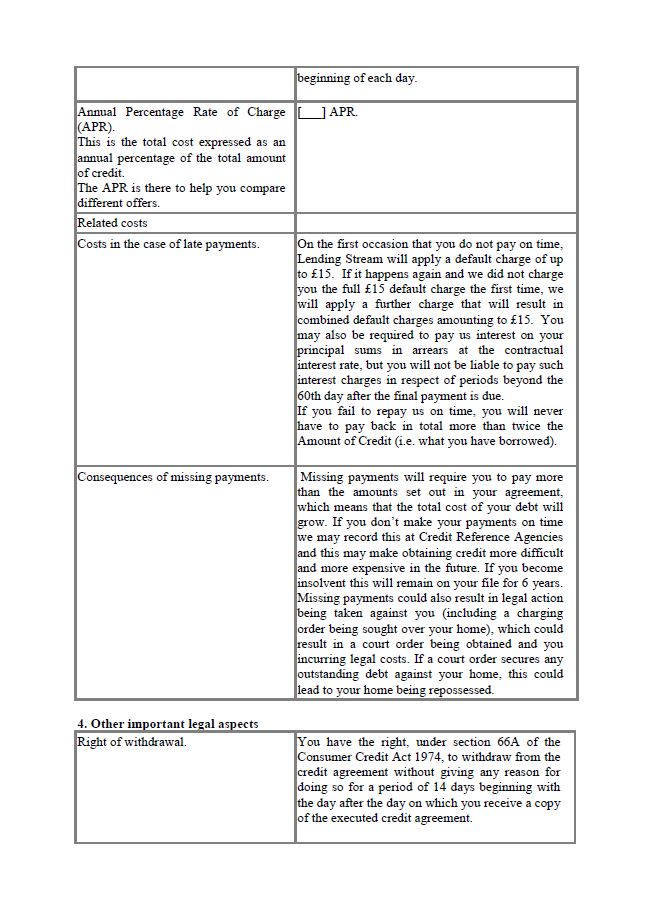 beginning of each day.
Annual Percentage Rate of Charge
(APR).
This is the total cost expressed as an
annual percentage of the total amount
of credit.
The APR is there to help you compare
different offers.
[___] APR.
Related costs
Costs in the case of late payments.
On the first occasion that you do not pay on time,
Lending Stream will apply a default charge of up
to £15. If it happens again and we did not charge
you the full £15 default charge the first time, we
will apply a further charge that will result in
combined default charges amounting to £15. You
may also be required to pay us interest on your
principal sums in arrears at the contractual
interest rate, but you will not be liable to pay such
interest charges in respect of periods beyond the
60th day after the final payment is due.
If you fail to repay us on time, you will never
have to pay back in total more than twice the
Amount of Credit (i.e. what you have borrowed).
Consequences of missing payments.
Missing payments will require you to pay more
than the amounts set out in your agreement,
which means that the total cost of your debt will
grow. If you don't make your payments on time
we may record this at Credit Reference Agencies
and this may make obtaining credit more difficult
and more expensive in the future. If you become
insolvent this will remain on your file for 6 years.
Missing payments could also result in legal action
being taken against you (including a charging
order being sought over your home), which could
result in a court order being obtained and you
incurring legal costs. If a court order secures any
outstanding debt against your home, this could
lead to your home being repossessed.
4. Other important legal aspects
Right of withdrawal.
You have the right, under section 66A of the
Consumer Credit Act 1974, to withdraw from the
credit agreement without giving any reason for
doing so for a period of 14 days beginning with
the day after the day on which you receive a copy
of the executed credit agreement.